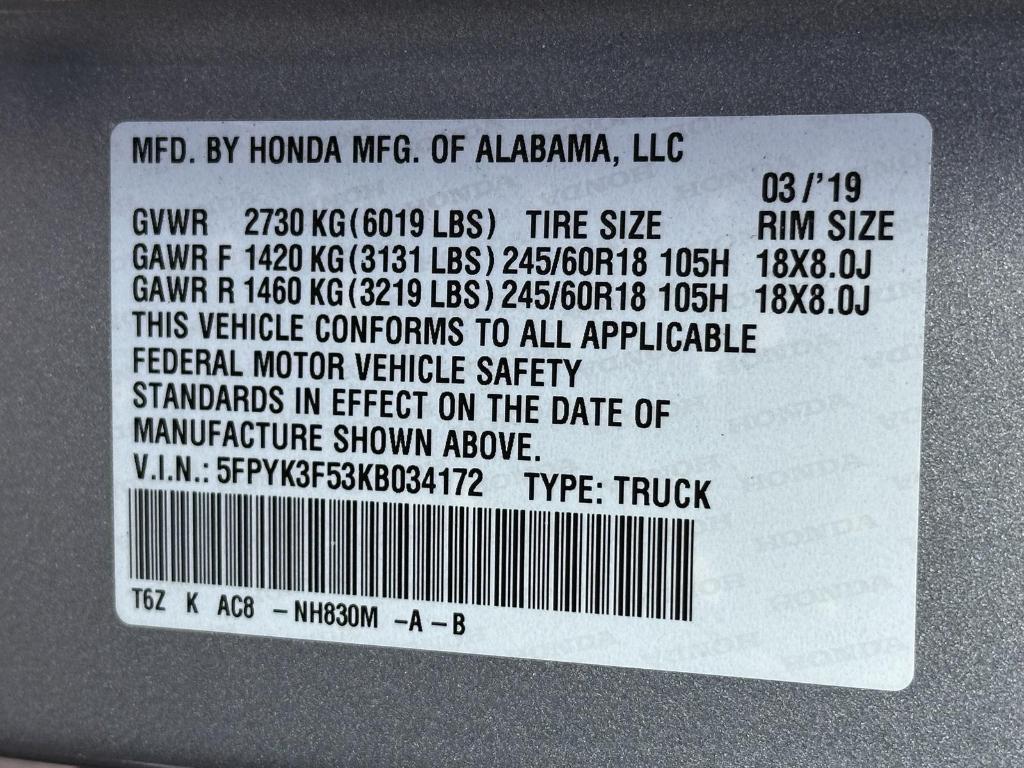 MFD. BY HONDA MFG. OF ALABAMA, LLC
03/'19
GVWR 2730 KG (6019 LBS) TIRE SIZE RIM SIZE
GAWR F 1420 KG (3131 LBS) 245/60R18 105H 18X8.0J
GAWR R 1460 KG (3219 LBS) 245/60R18 105H 18X8.0J
THIS VEHICLE CONFORMS TO ALL APPLICABLE
FEDERAL MOTOR VEHICLE SAFETY
STANDARDS IN EFFECT ON THE DATE OF
MANUFACTURE SHOWN ABOVE.
V.I.N.: 5FPYK3F53KB034172 TYPE: TRUCK
T6Z K AC8 -NH830M -A -B